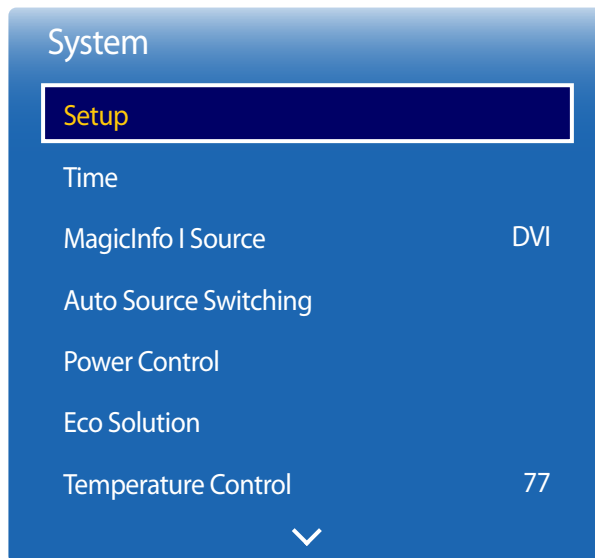 System
Setup
Time
MagicInfo I Source DVI
Auto Source Switching
Power Control
Eco Solution
Temperature Control 77